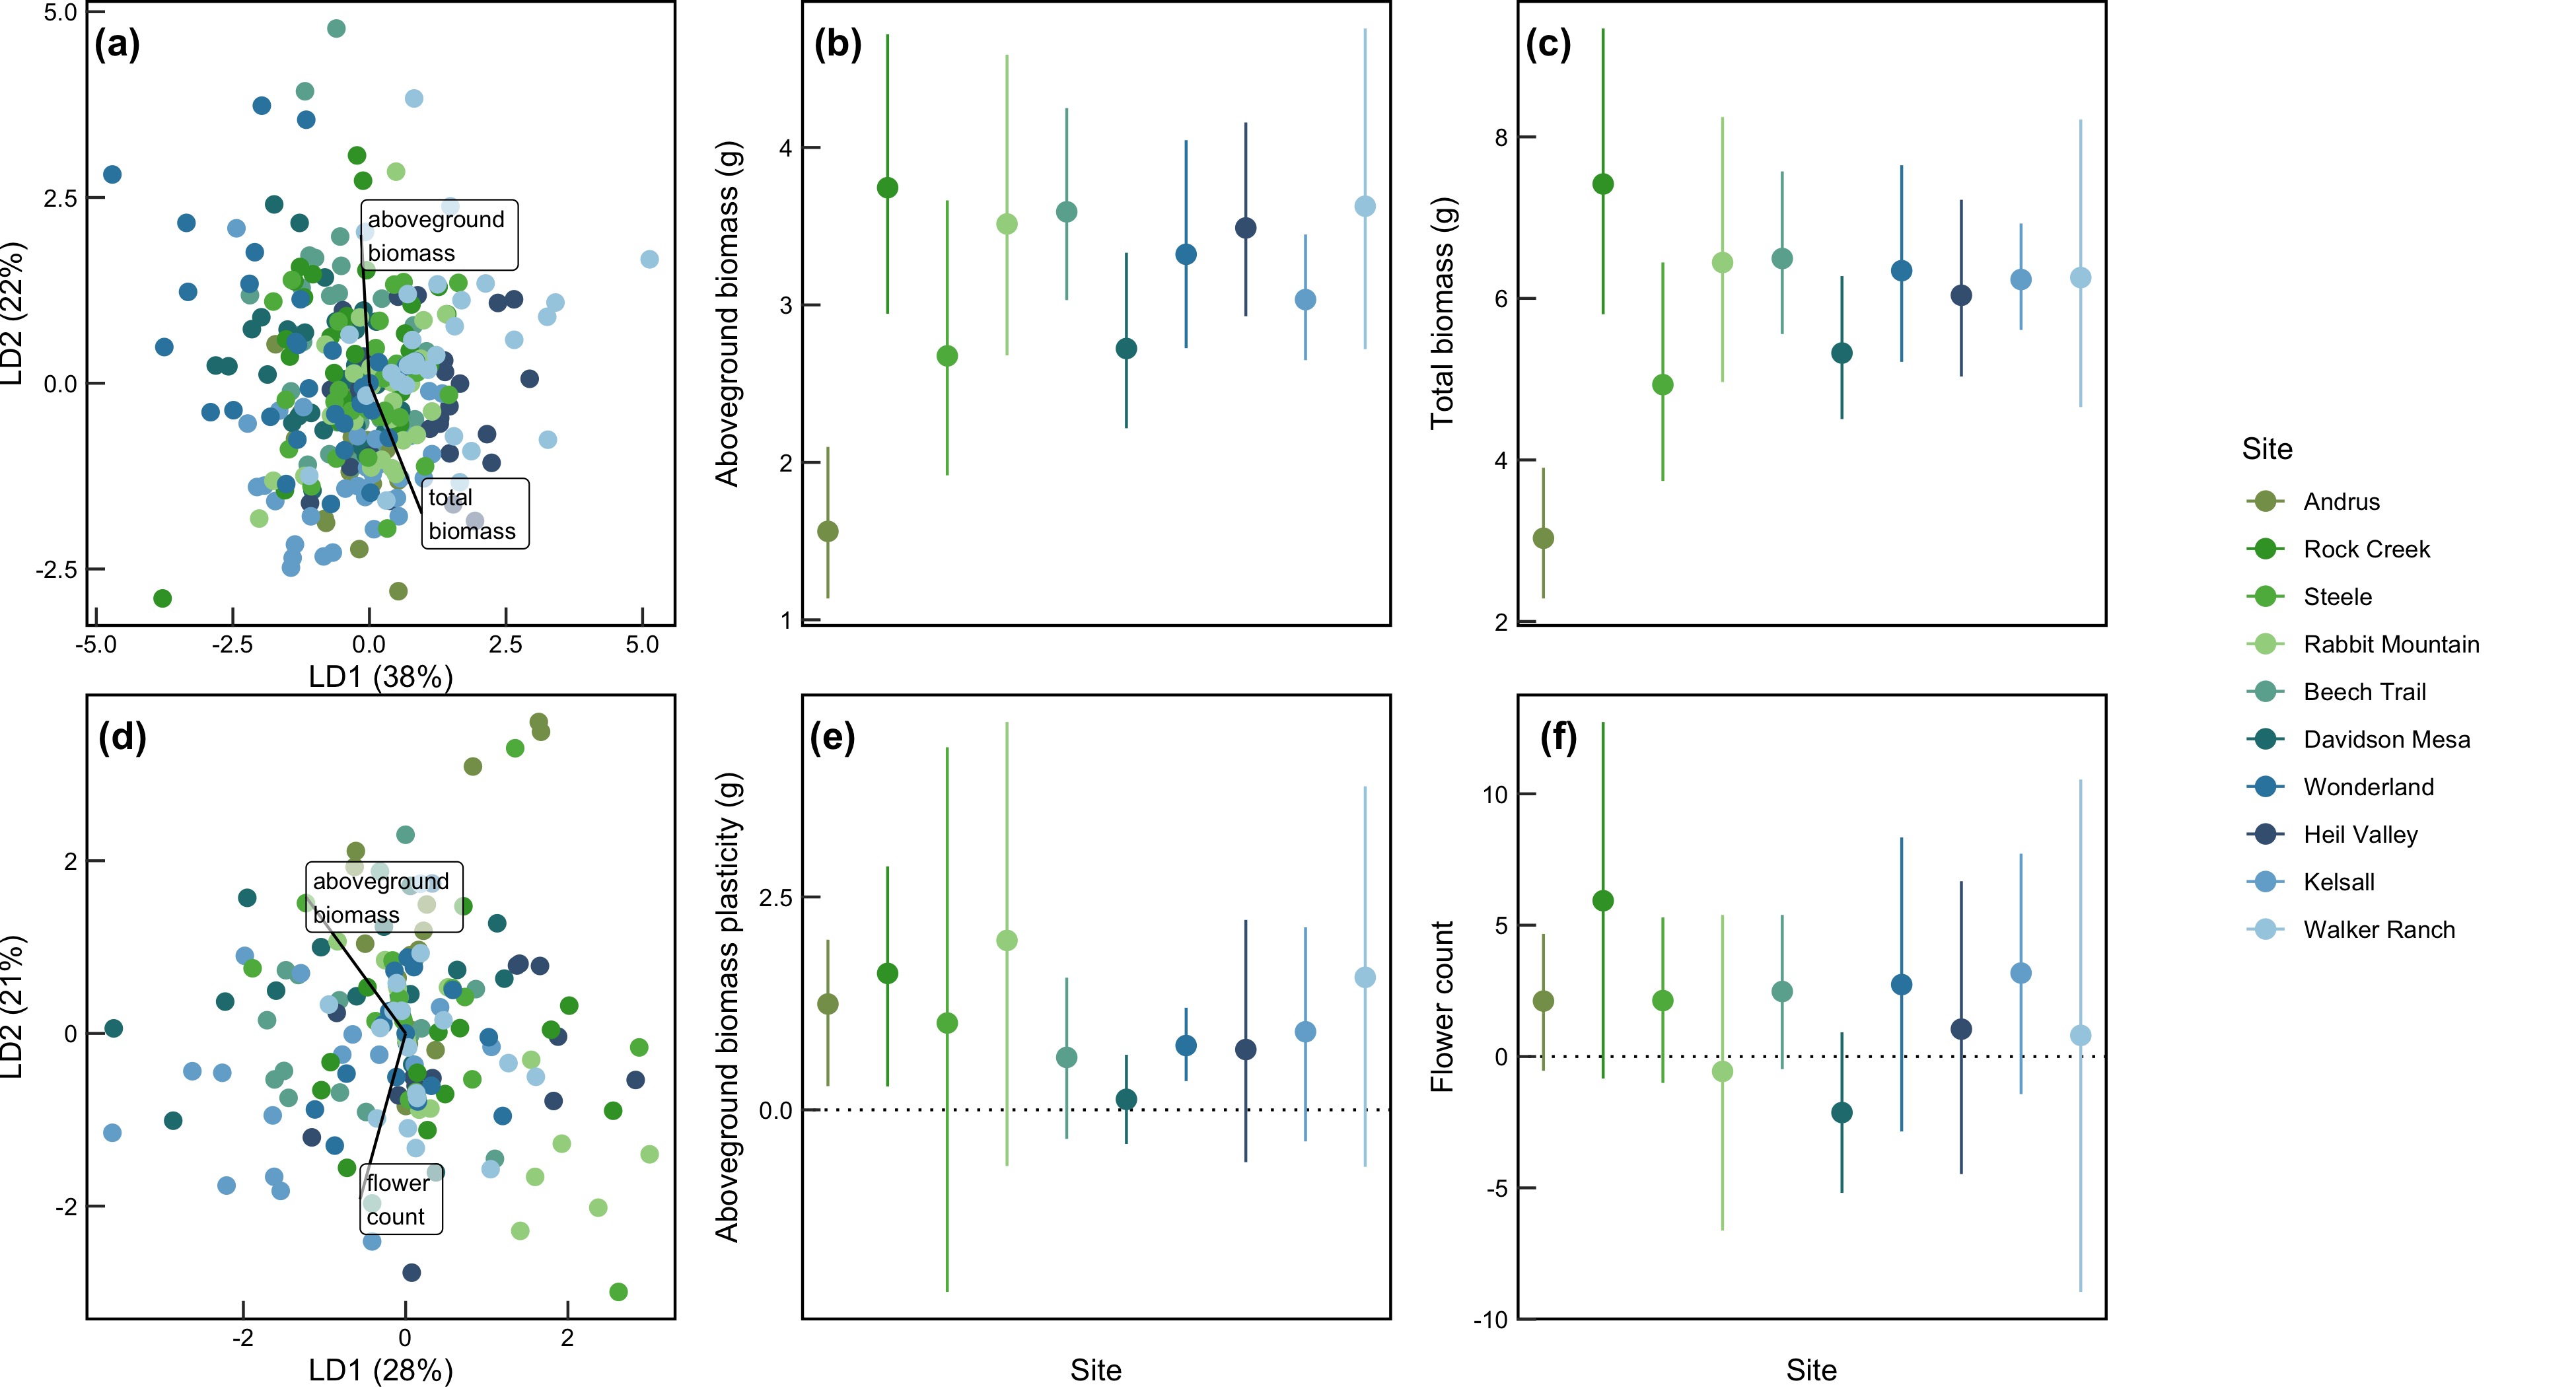 (a)
5.0
2.5
0.0
-2.5
LD2 (22%)
aboveground
biomass
total
biomass
-5.0
-2.5
0.0
2.5
5.0
LD1 (38%)
(b)
Aboveground biomass (g)
4
3
2
1
(c)
Total biomass (g)
8
6
4
2
(d)
LD2 (21%)
2
0
-2
aboveground
biomass
flower
count
-2
0
2
LD1 (28%)
(e)
Aboveground biomass plasticity (g)
2.5
0.0
Site
(f)
Flower count
10
5
0
-5
-10
Site
Site
Andrus
Rock Creek
Steele
Rabbit Mountain
Beech Trail
Davidson Mesa
Wonderland
Heil Valley
Kelsall
Walker Ranch